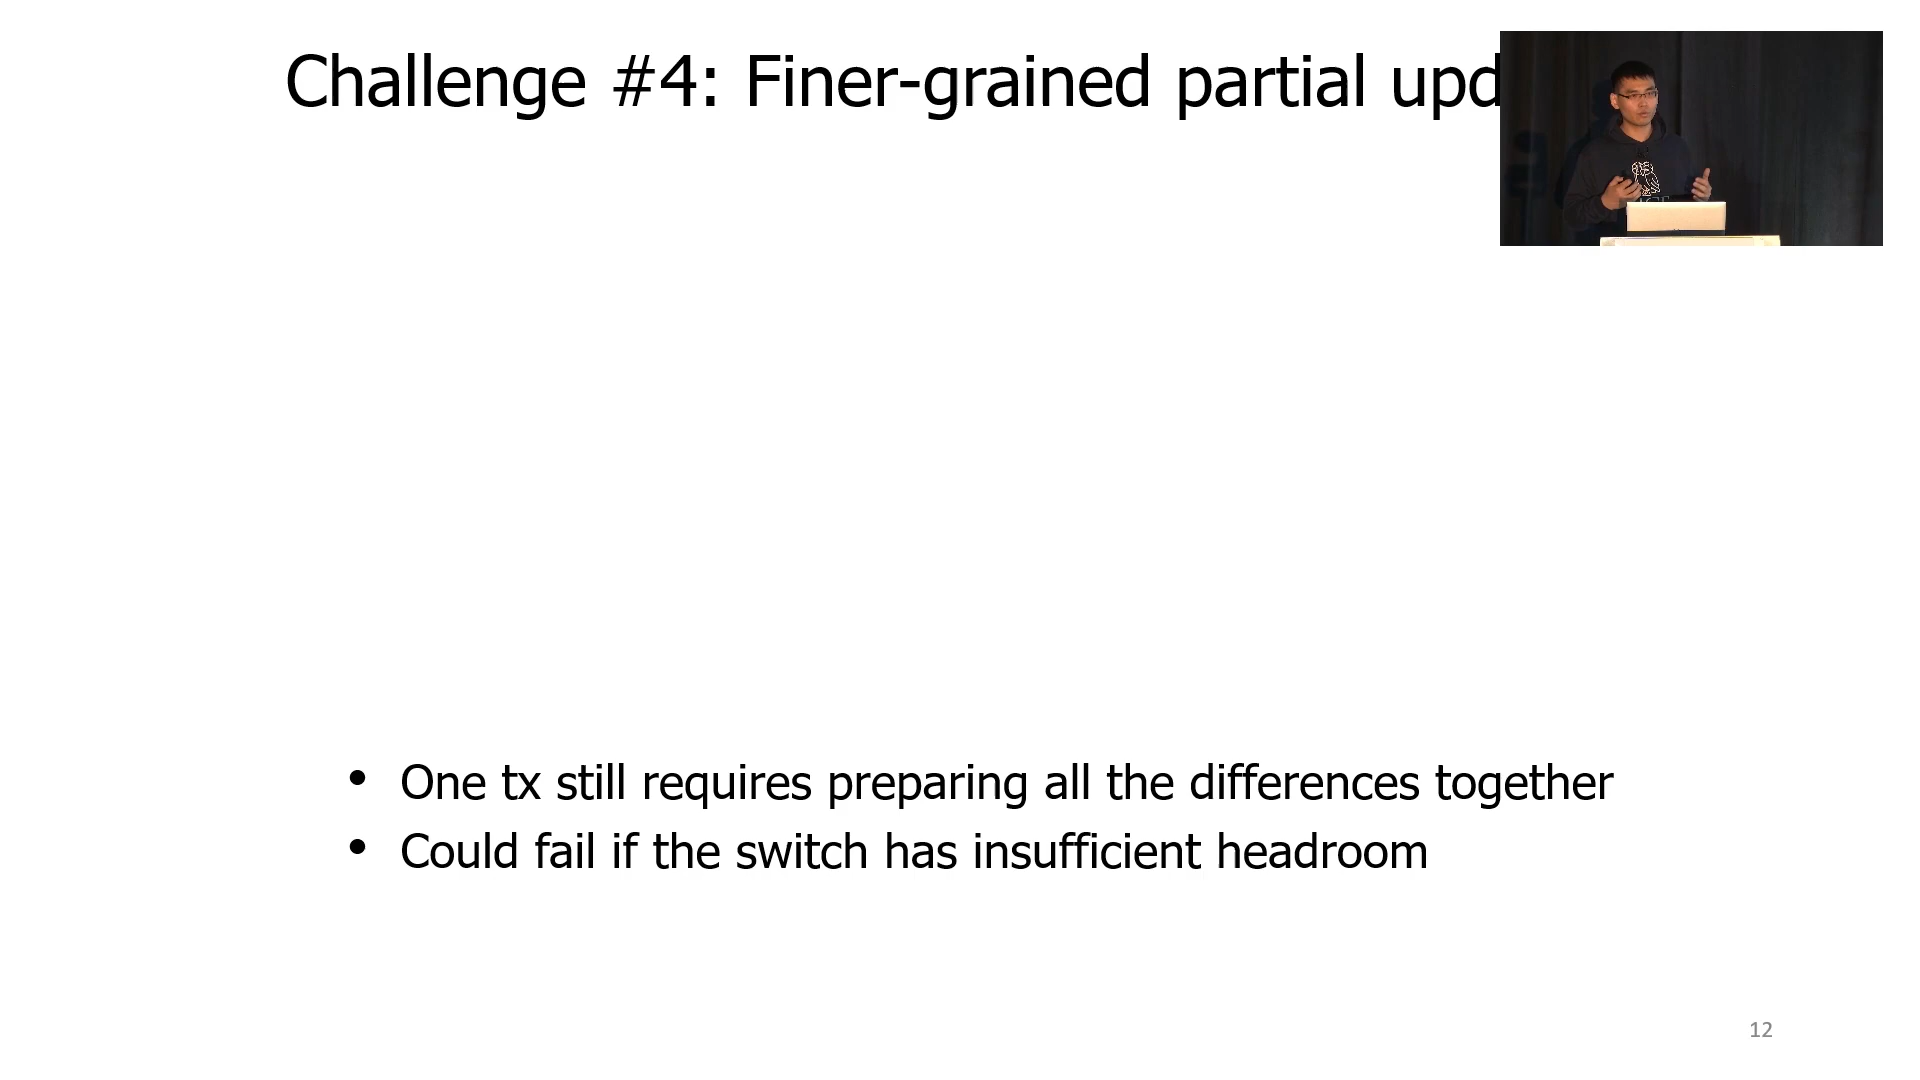 Challenge #4: Finer-grained partial upd
• One tx still requires preparing all the differences together
• Could fail if the switch has insufficient headroom
12